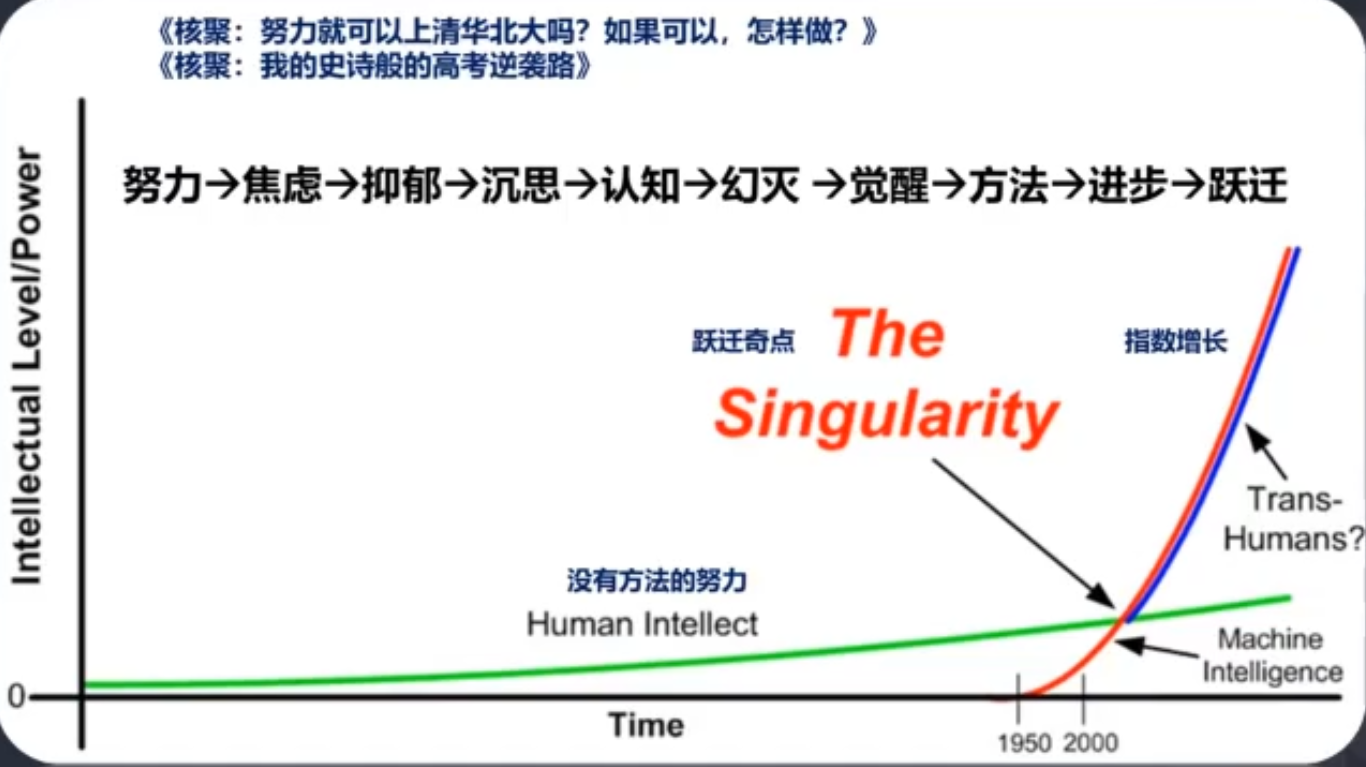 《核聚：努力就可以上清华北大吗？如果可以，怎样做？》
《核聚：我的史诗般的高考逆袭路》
努力→焦虑→抑郁→沉思→认知→幻灭 →觉醒→方法→进步→跃迁
Intellectual Level/Power
跃迁奇点
The
Singularity
指数增长
Trans-
Humans?
没有方法的努力
Human Intellect
Machine
Intelligence
0
Time
1950 2000